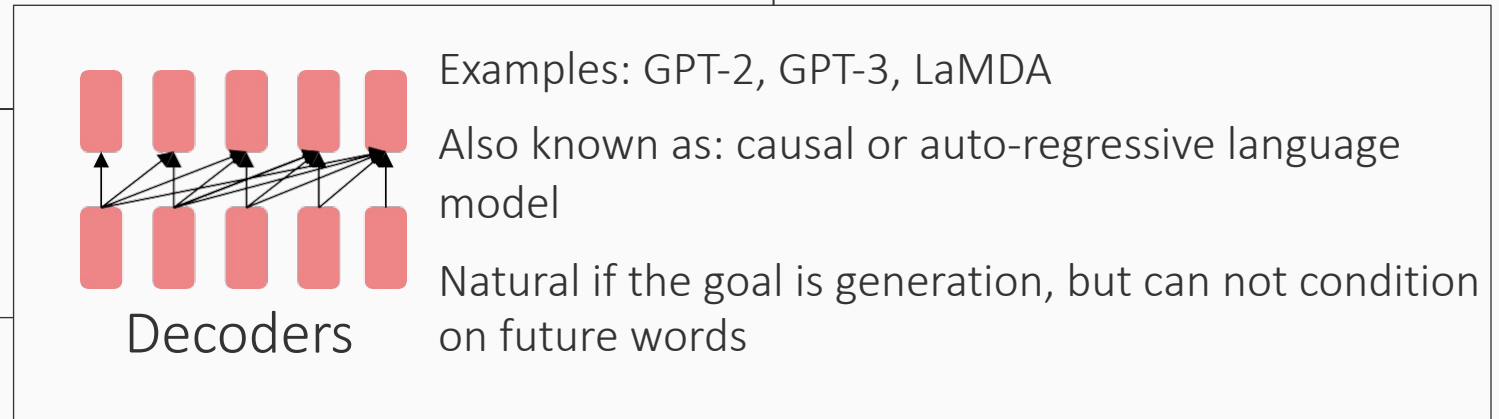 Examples: GPT-2, GPT-3, LaMDA
Also known as: causal or auto-regressive language
model
Natural if the goal is generation, but can not condition
on future words
Decoders